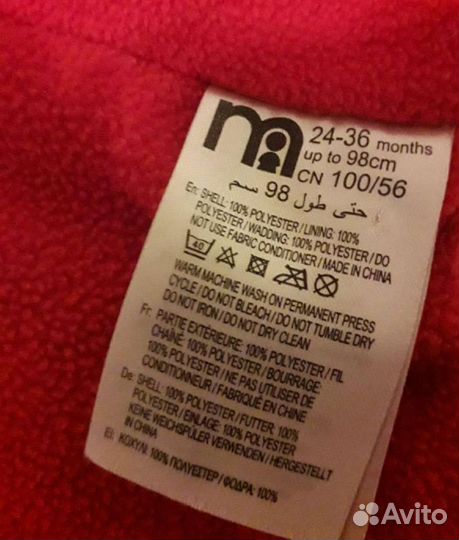 m
24-36 months
up to 98cm
CN 100/56
حتى طول 98 سم
En: SHELL: 100% POLYESTER / LINING: 100%
POLYESTER / WADDING: 100% POLYESTER / DO
NOT USE FABRIC CONDITIONER / MADE IN CHINA
40
WARM MACHINE WASH ON PERMANENT PRESS
CYCLE / DO NOT BLEACH / DO NOT TUMBLE DRY
DO NOT IRON / DO NOT DRY CLEAN
Fr: PARTIE EXTÉRIEURE: 100% POLYESTER / FIL
CHAÎNE: 100% POLYESTER / BOURRAGE:
100% POLYESTER / NE PAS UTILISER DE
CONDITIONNEUR / FABRIQUÉ EN CHINE
De: SHELL: 100% POLYESTER / FUTTER: 100%
POLYESTER / EINLAGE: 100% POLYESTER /
KEINE WEICHSPÜLER VERWENDEN / HERGESTELLT
IN CHINA
El: ΚΟΧΥΛΙ: 100% ΠΟΛΥΕΣΤΕΡ / ΦΟΔΡΑ: 100%
Avito